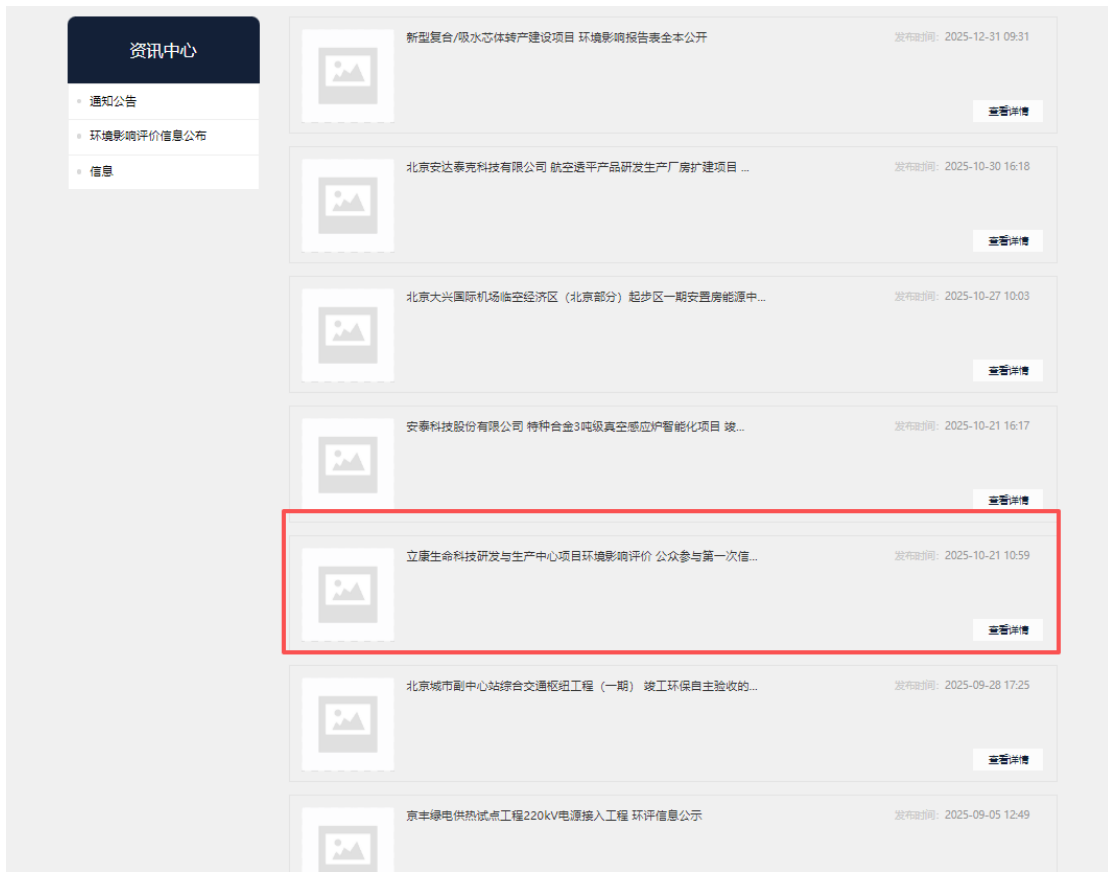 资讯中心
通知公告
环境影响评价信息公布
信息
新型复合/吸水芯体转产建设项目 环境影响报告表全本公开
发布时间：2025-12-31 09:31
查看详情
北京安达泰克科技有限公司 航空透平产品研发生产厂房扩建项目 ...
发布时间：2025-10-30 16:18
查看详情
北京大兴国际机场临空经济区（北京部分）起步区一期安置房能源中...
发布时间：2025-10-27 10:03
查看详情
安泰科技股份有限公司 特种合金3吨级真空感应炉智能化项目 竣...
发布时间：2025-10-21 16:17
查看详情
立康生命科技研发与生产中心项目环境影响评价 公众参与第一次信...
发布时间：2025-10-21 10:59
查看详情
北京城市副中心站综合交通枢纽工程（一期） 竣工环保自主验收的...
发布时间：2025-09-28 17:25
查看详情
京丰绿电供热试点工程220kV电源接入工程 环评信息公示
发布时间：2025-09-05 12:49